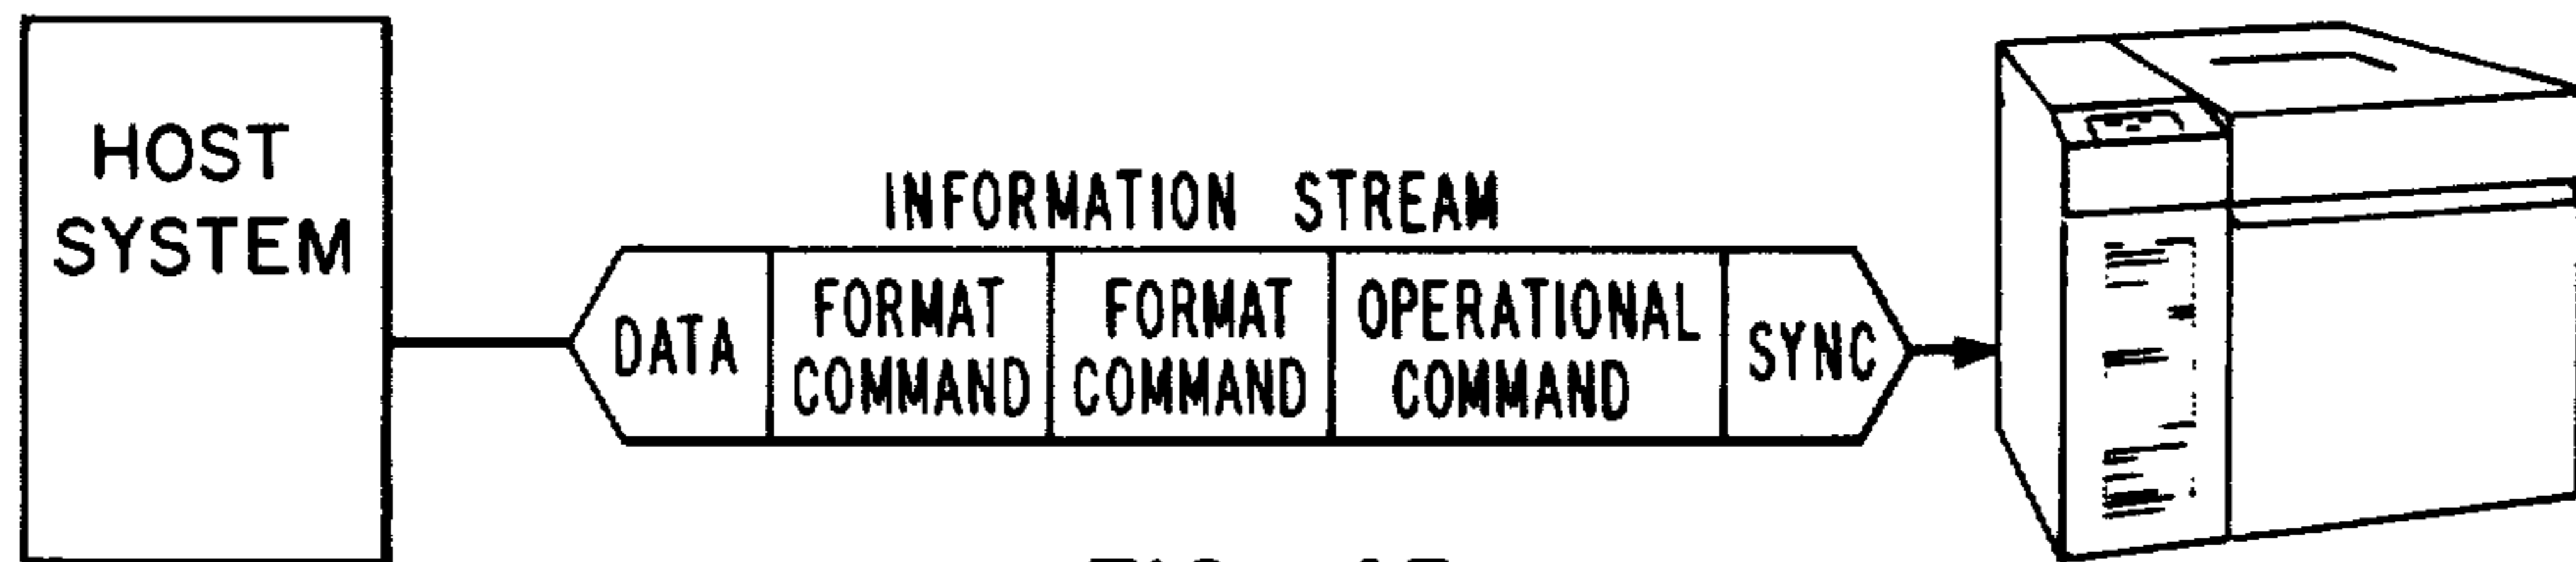 HOST
SYSTEM
INFORMATION STREAM
DATA
FORMAT
COMMAND
FORMAT
COMMAND
OPERATIONAL
COMMAND
SYNC